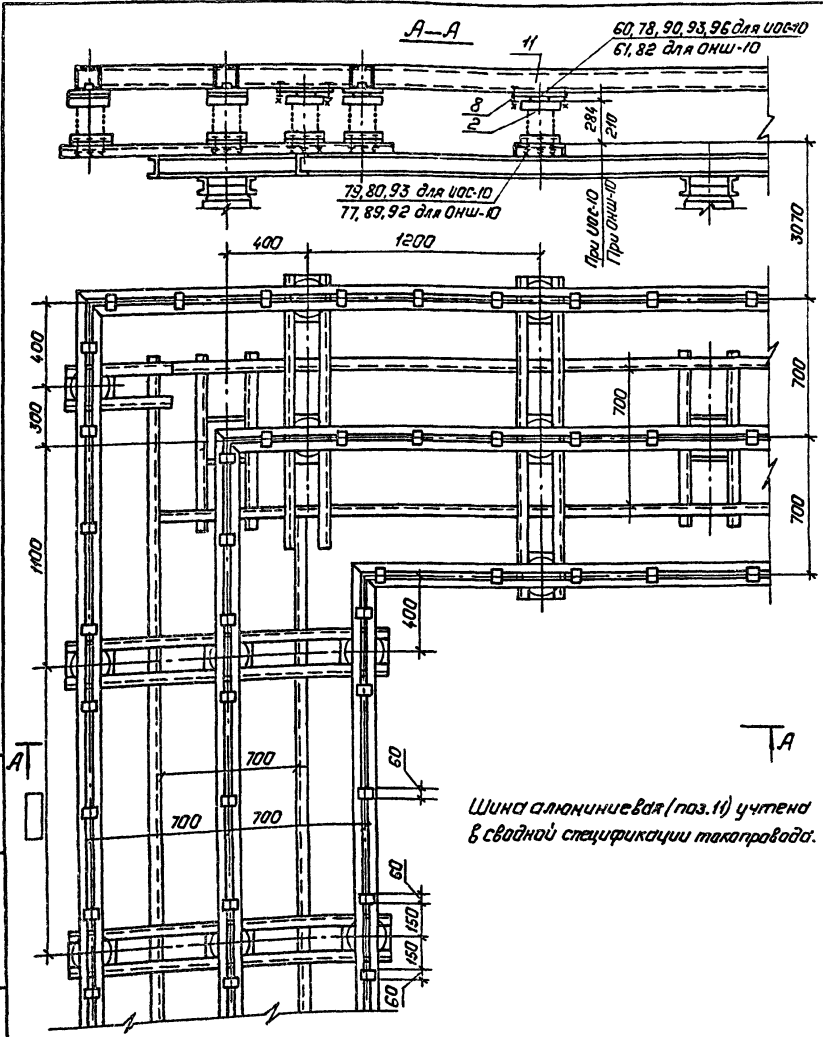 А—А
60,78,90,93,96 для ИОС-10
61,82 для ОНШ-10
11
8
2
284
210
79,80,93 для ИОС-10
77,89,92 для ОНШ-10
При ИОС-10
При ОНШ-10
3070
400
1200
400
300
1100
700
700
700
400
А
А
700
700
700
60
60
150
150
60
Шина алюминиевая (поз.11) учтена
в сводной спецификации токопровода.